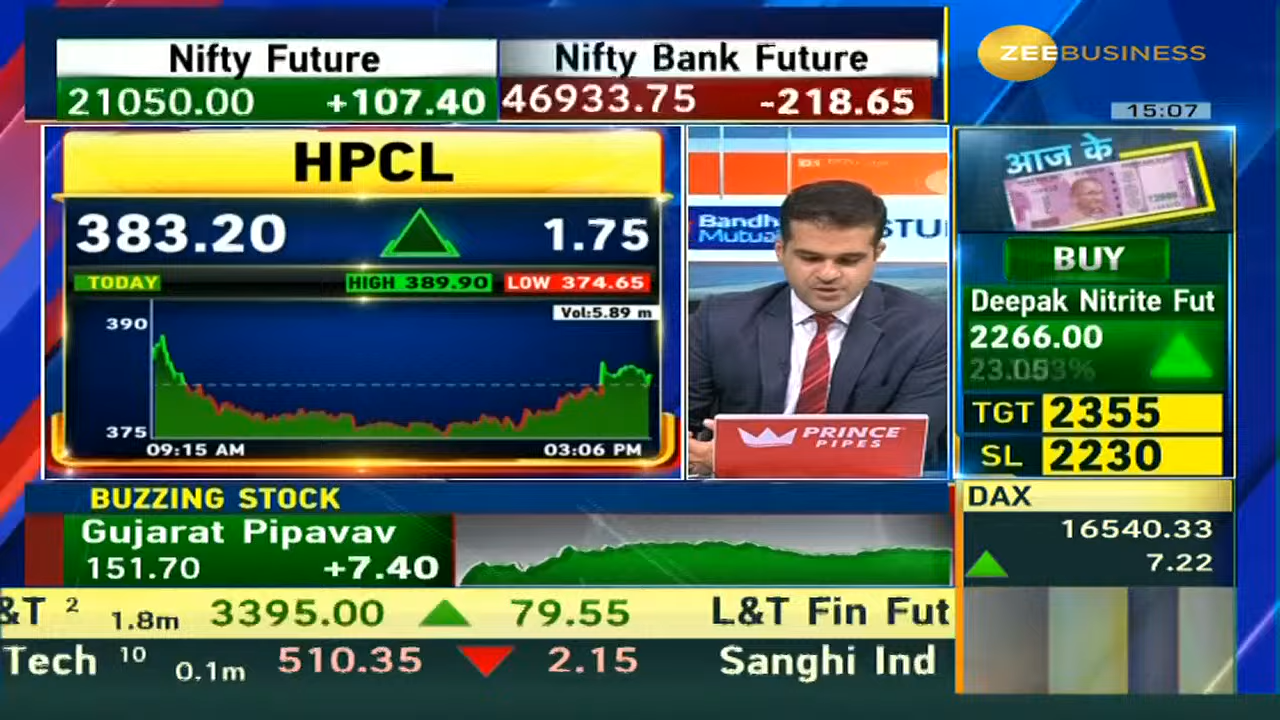 Nifty Future
21050.00 +107.40
Nifty Bank Future
46933.75 -218.65
ZEEBUSINESS
15:07
HPCL
383.20 1.75
TODAY HIGH 389.90 LOW 374.65
Vol:5.89 m
390
375
09:15 AM 03:06 PM
Bandh
Mutua
STU
PRINCE
PIPES
आज के
BUY
Deepak Nitrite Fut
2266.00
TGT 2355
SL 2230
BUZZING STOCK
Gujarat Pipavav
151.70 +7.40
DAX
16540.33
7.22
&T 2 1.8m 3395.00 79.55 L&T Fin Fut
Tech 10 0.1m 510.35 2.15 Sanghi Ind